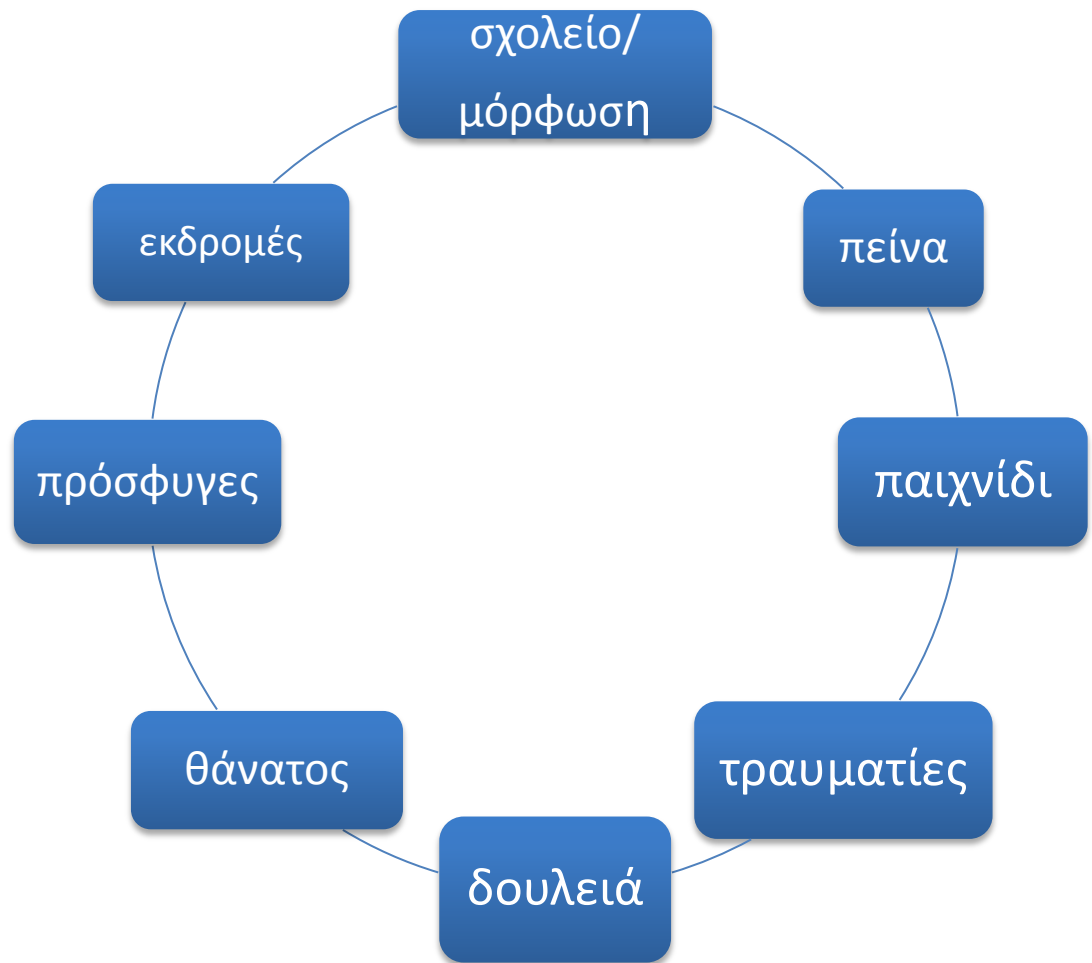 σχολείο/
μόρφωση
πείνα
παιχνίδι
τραυματίες
δουλειά
θάνατος
πρόσφυγες
εκδρομές